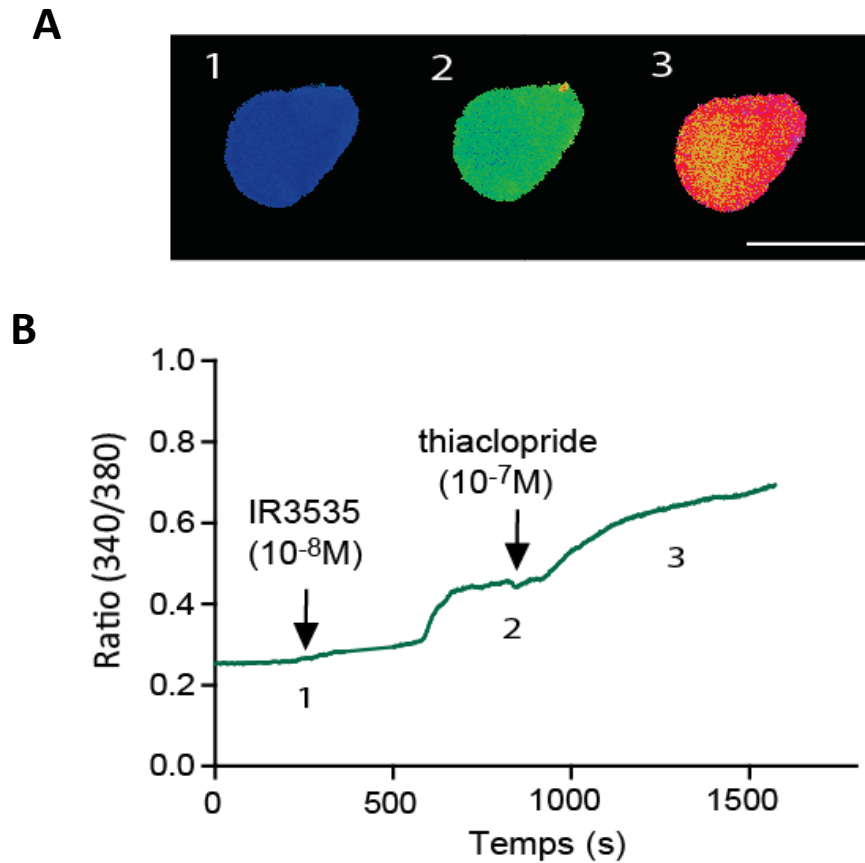 A
1 2 3
B
1.0
0.8
0.6
0.4
0.2
0.0
Ratio (340/380)
IR3535
(10⁻⁸M)
thiaclopride
(10⁻⁷M)
1
2
3
0 500 1000 1500
Temps (s)